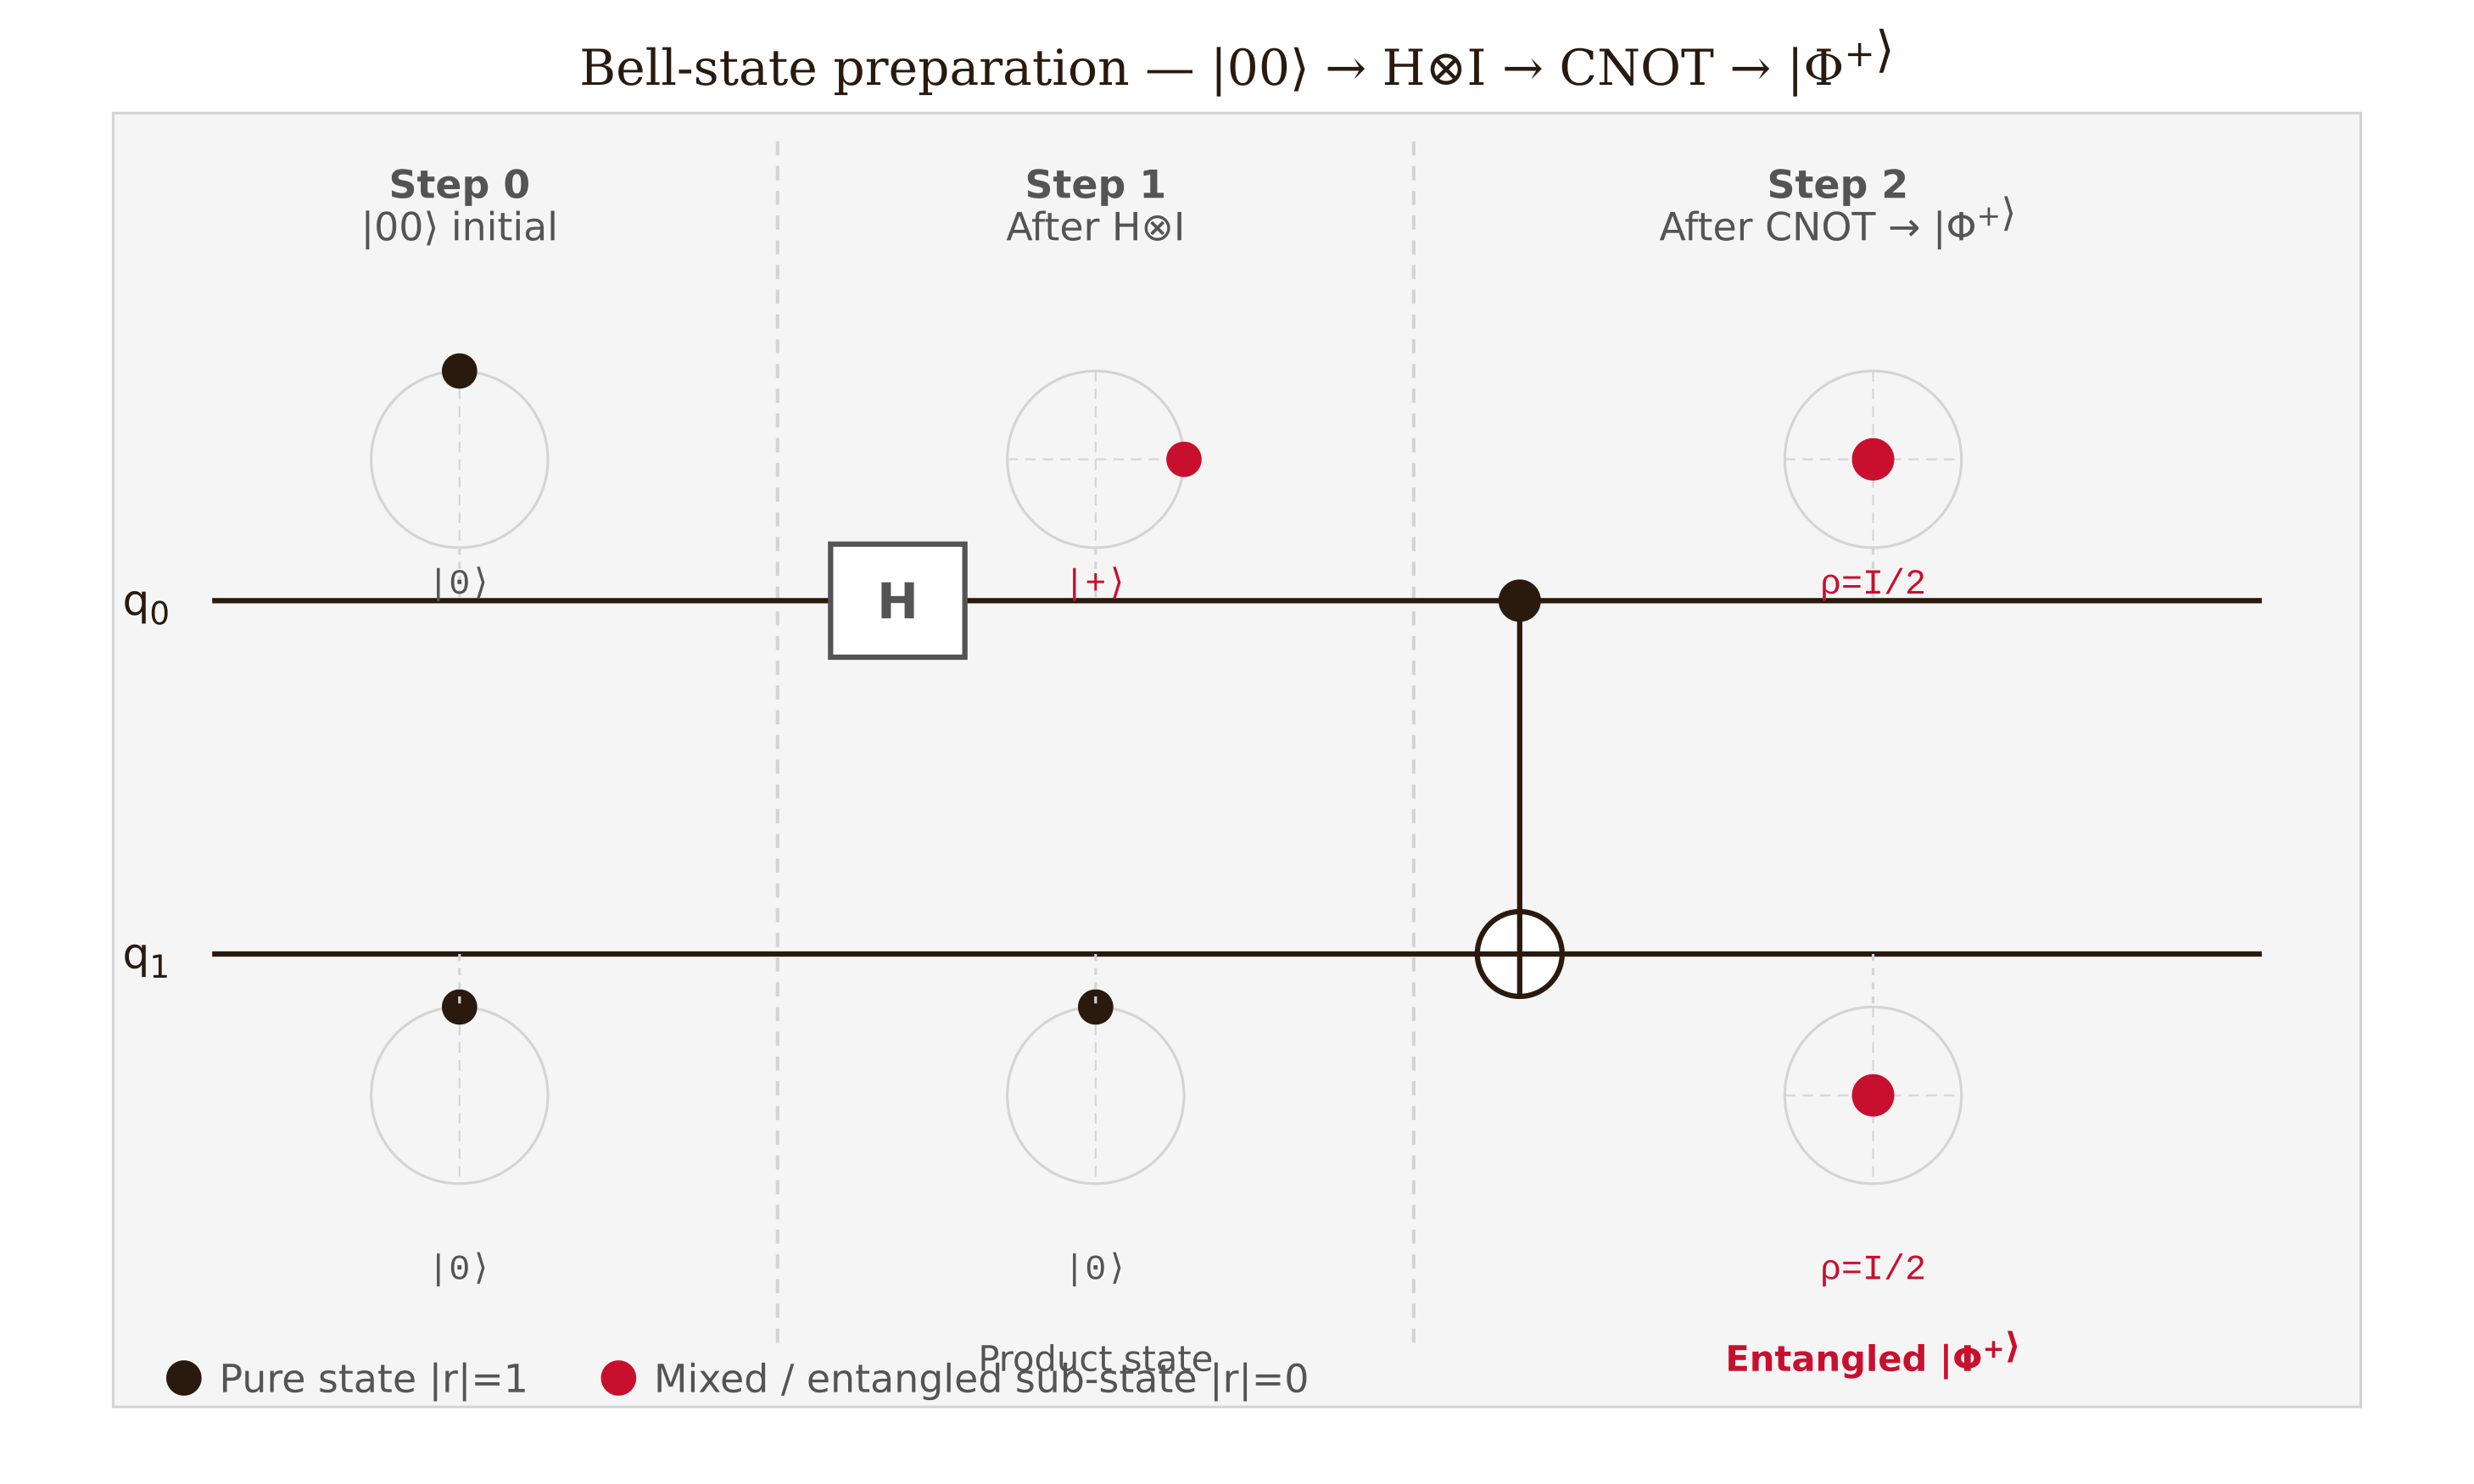 Bell-state preparation — |00⟩ → H⊗I → CNOT → |Φ⁺⟩
Step 0
|00⟩ initial
Step 1
After H⊗I
Step 2
After CNOT → |Φ⁺⟩
|0⟩
|+⟩
ρ=I/2
q₀
H
q₁
|0⟩
|0⟩
ρ=I/2
Product state
Entangled |Φ⁺⟩
Pure state |r|=1
Mixed / entangled sub-state |r|=0